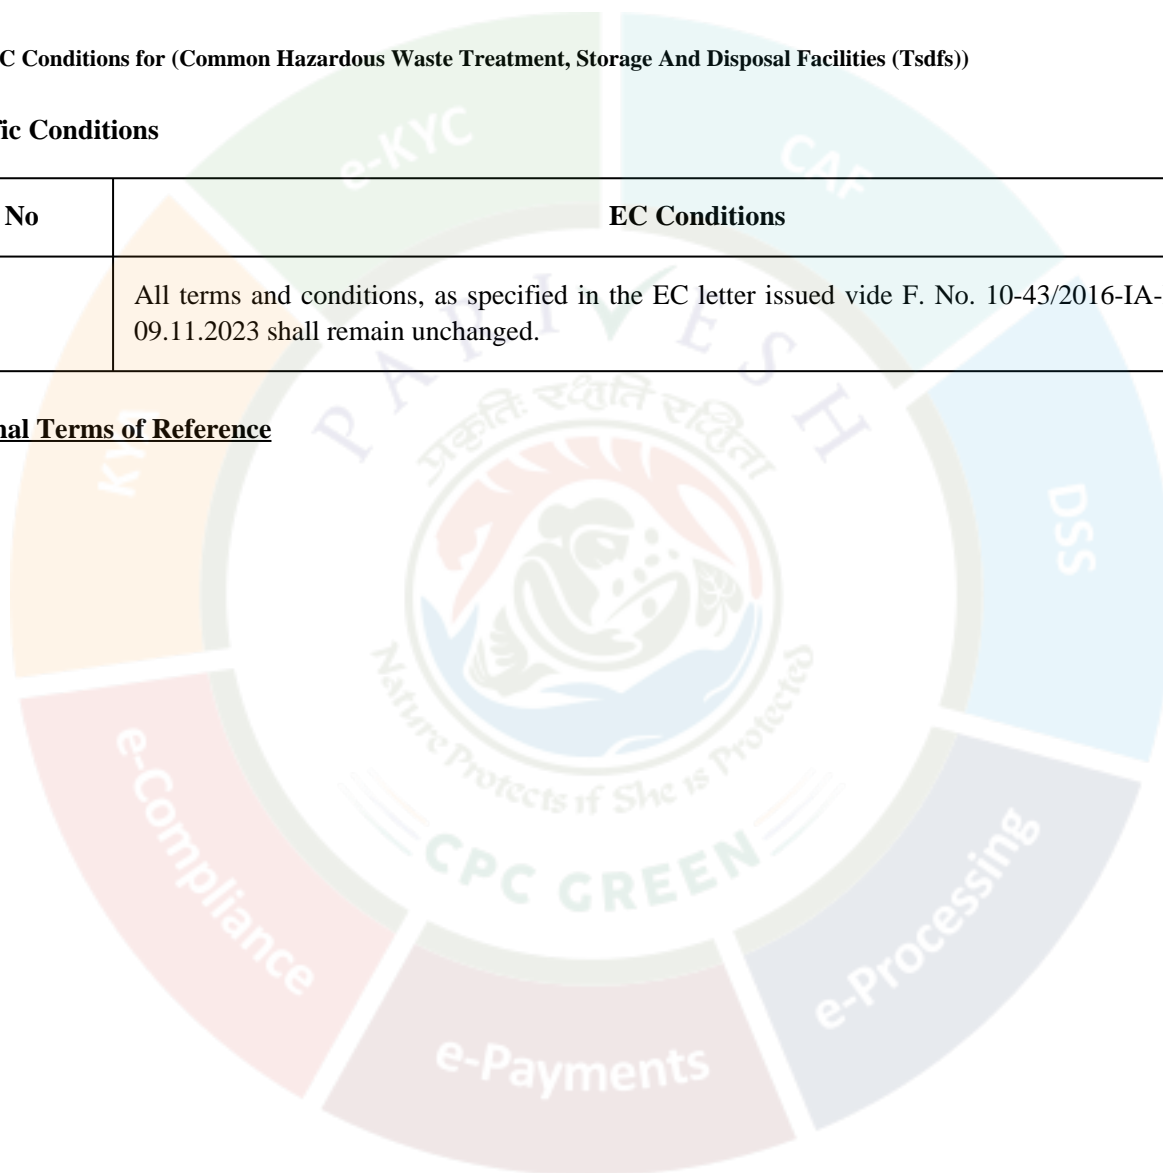 C Conditions for (Common Hazardous Waste Treatment, Storage And Disposal Facilities (Tsdfs))
fic Conditions
No
EC Conditions
All terms and conditions, as specified in the EC letter issued vide F. No. 10-43/2016-IA-
09.11.2023 shall remain unchanged.
nal Terms of Reference
e-KYC
CAF
KYA
DSS
PARIVESH
प्रकृतिः रक्षति रक्षिता
Nature Protects if She is Protected
CPC GREEN
e-Compliance
e-Processing
e-Payments